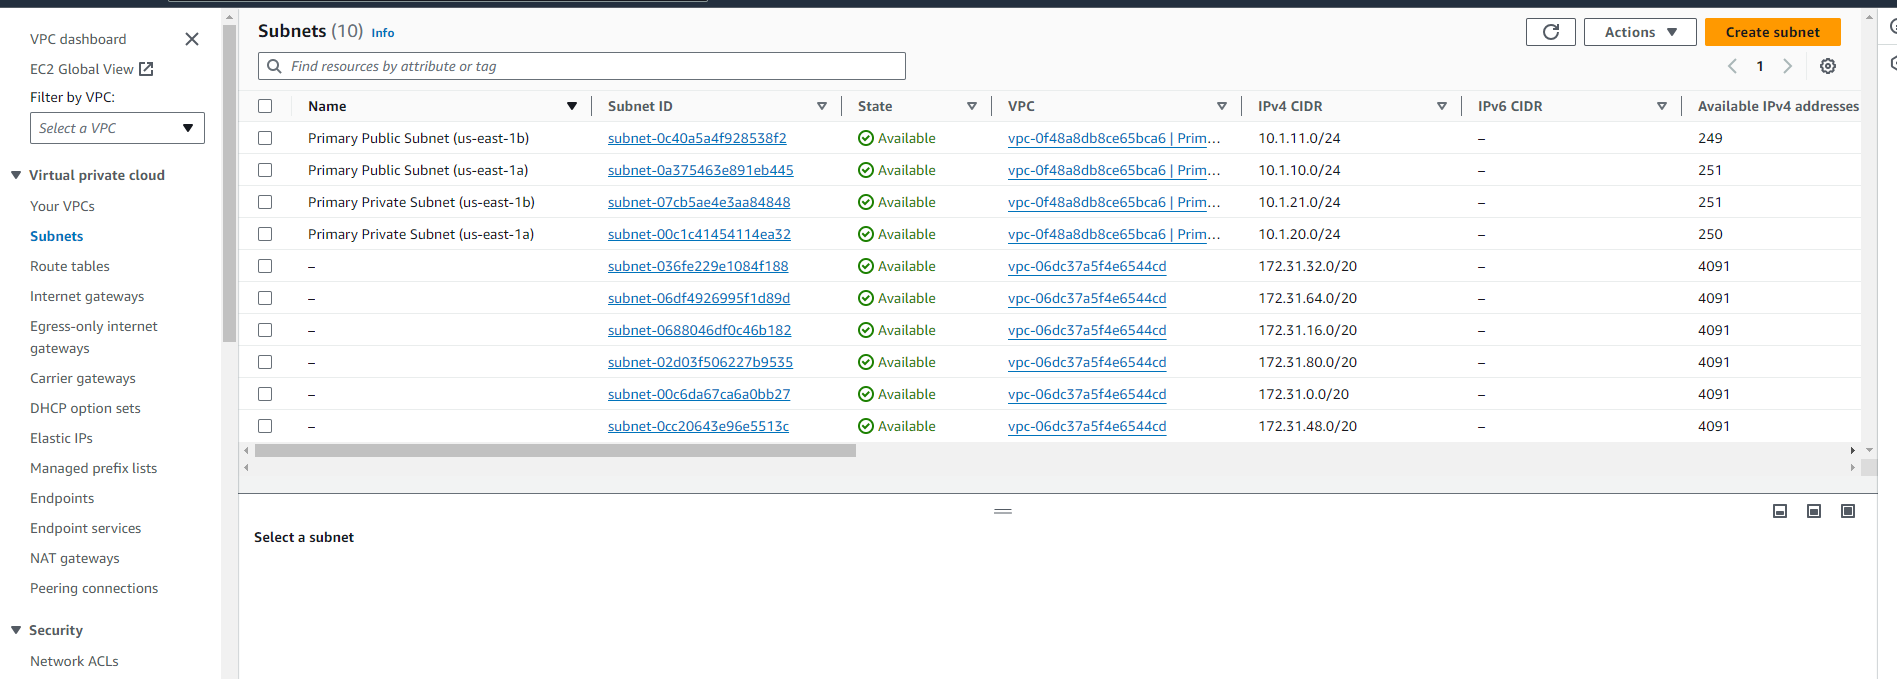 VPC dashboard
EC2 Global View
Filter by VPC:
Select a VPC
Virtual private cloud
Your VPCs
Subnets
Route tables
Internet gateways
Egress-only internet
gateways
Carrier gateways
DHCP option sets
Elastic IPs
Managed prefix lists
Endpoints
Endpoint services
NAT gateways
Peering connections
Security
Network ACLs
Subnets (10) Info
Actions
Create subnet
Find resources by attribute or tag
1
Name Subnet ID State VPC IPv4 CIDR IPv6 CIDR Available IPv4 addresses
Primary Public Subnet (us-east-1b) subnet-0c40a5a4f928538f2 Available vpc-0f48a8db8ce65bca6 | Prim... 10.1.11.0/24 – 249
Primary Public Subnet (us-east-1a) subnet-0a375463e891eb445 Available vpc-0f48a8db8ce65bca6 | Prim... 10.1.10.0/24 – 251
Primary Private Subnet (us-east-1b) subnet-07cb5ae4e3aa84848 Available vpc-0f48a8db8ce65bca6 | Prim... 10.1.21.0/24 – 251
Primary Private Subnet (us-east-1a) subnet-00c1c41454114ea32 Available vpc-0f48a8db8ce65bca6 | Prim... 10.1.20.0/24 – 250
– subnet-036fe229e1084f188 Available vpc-06dc37a5f4e6544cd 172.31.32.0/20 – 4091
– subnet-06df4926995f1d89d Available vpc-06dc37a5f4e6544cd 172.31.64.0/20 – 4091
– subnet-0688046df0c46b182 Available vpc-06dc37a5f4e6544cd 172.31.16.0/20 – 4091
– subnet-02d03f506227b9535 Available vpc-06dc37a5f4e6544cd 172.31.80.0/20 – 4091
– subnet-00c6da67ca6a0bb27 Available vpc-06dc37a5f4e6544cd 172.31.0.0/20 – 4091
– subnet-0cc20643e96e5513c Available vpc-06dc37a5f4e6544cd 172.31.48.0/20 – 4091
Select a subnet